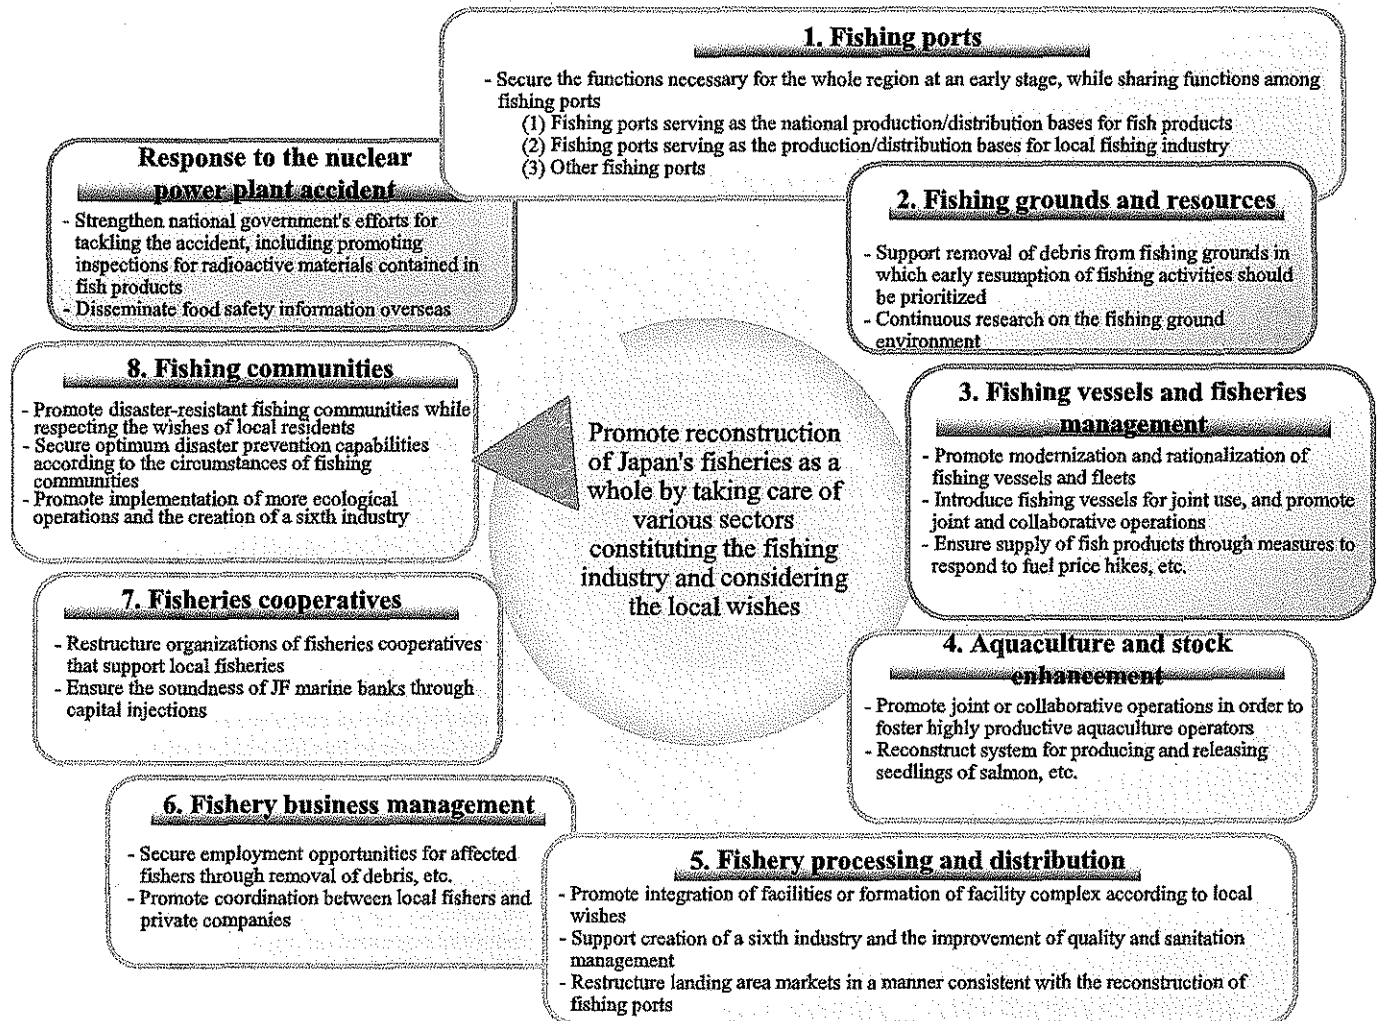 1. Fishing ports
- Secure the functions necessary for the whole region at an early stage, while sharing functions among
fishing ports
(1) Fishing ports serving as the national production/distribution bases for fish products
(2) Fishing ports serving as the production/distribution bases for local fishing industry
(3) Other fishing ports
2. Fishing grounds and resources
- Support removal of debris from fishing grounds in
which early resumption of fishing activities should
be prioritized
- Continuous research on the fishing ground
environment
3. Fishing vessels and fisheries
management
- Promote modernization and rationalization of
fishing vessels and fleets
- Introduce fishing vessels for joint use, and promote
joint and collaborative operations
- Ensure supply of fish products through measures to
respond to fuel price hikes, etc.
4. Aquaculture and stock
enhancement
- Promote joint or collaborative operations in order to
foster highly productive aquaculture operators
- Reconstruct system for producing and releasing
seedlings of salmon, etc.
5. Fishery processing and distribution
- Promote integration of facilities or formation of facility complex according to local
wishes
- Support creation of a sixth industry and the improvement of quality and sanitation
management
- Restructure landing area markets in a manner consistent with the reconstruction of
fishing ports
6. Fishery business management
- Secure employment opportunities for affected
fishers through removal of debris, etc.
- Promote coordination between local fishers and
private companies
7. Fisheries cooperatives
- Restructure organizations of fisheries cooperatives
that support local fisheries
- Ensure the soundness of JF marine banks through
capital injections
8. Fishing communities
- Promote disaster-resistant fishing communities while
respecting the wishes of local residents
- Secure optimum disaster prevention capabilities
according to the circumstances of fishing
communities
- Promote implementation of more ecological
operations and the creation of a sixth industry
Response to the nuclear
power plant accident
- Strengthen national government's efforts for
tackling the accident, including promoting
inspections for radioactive materials contained in
fish products
- Disseminate food safety information overseas
Promote reconstruction
of Japan's fisheries as a
whole by taking care of
various sectors
constituting the fishing
industry and considering
the local wishes